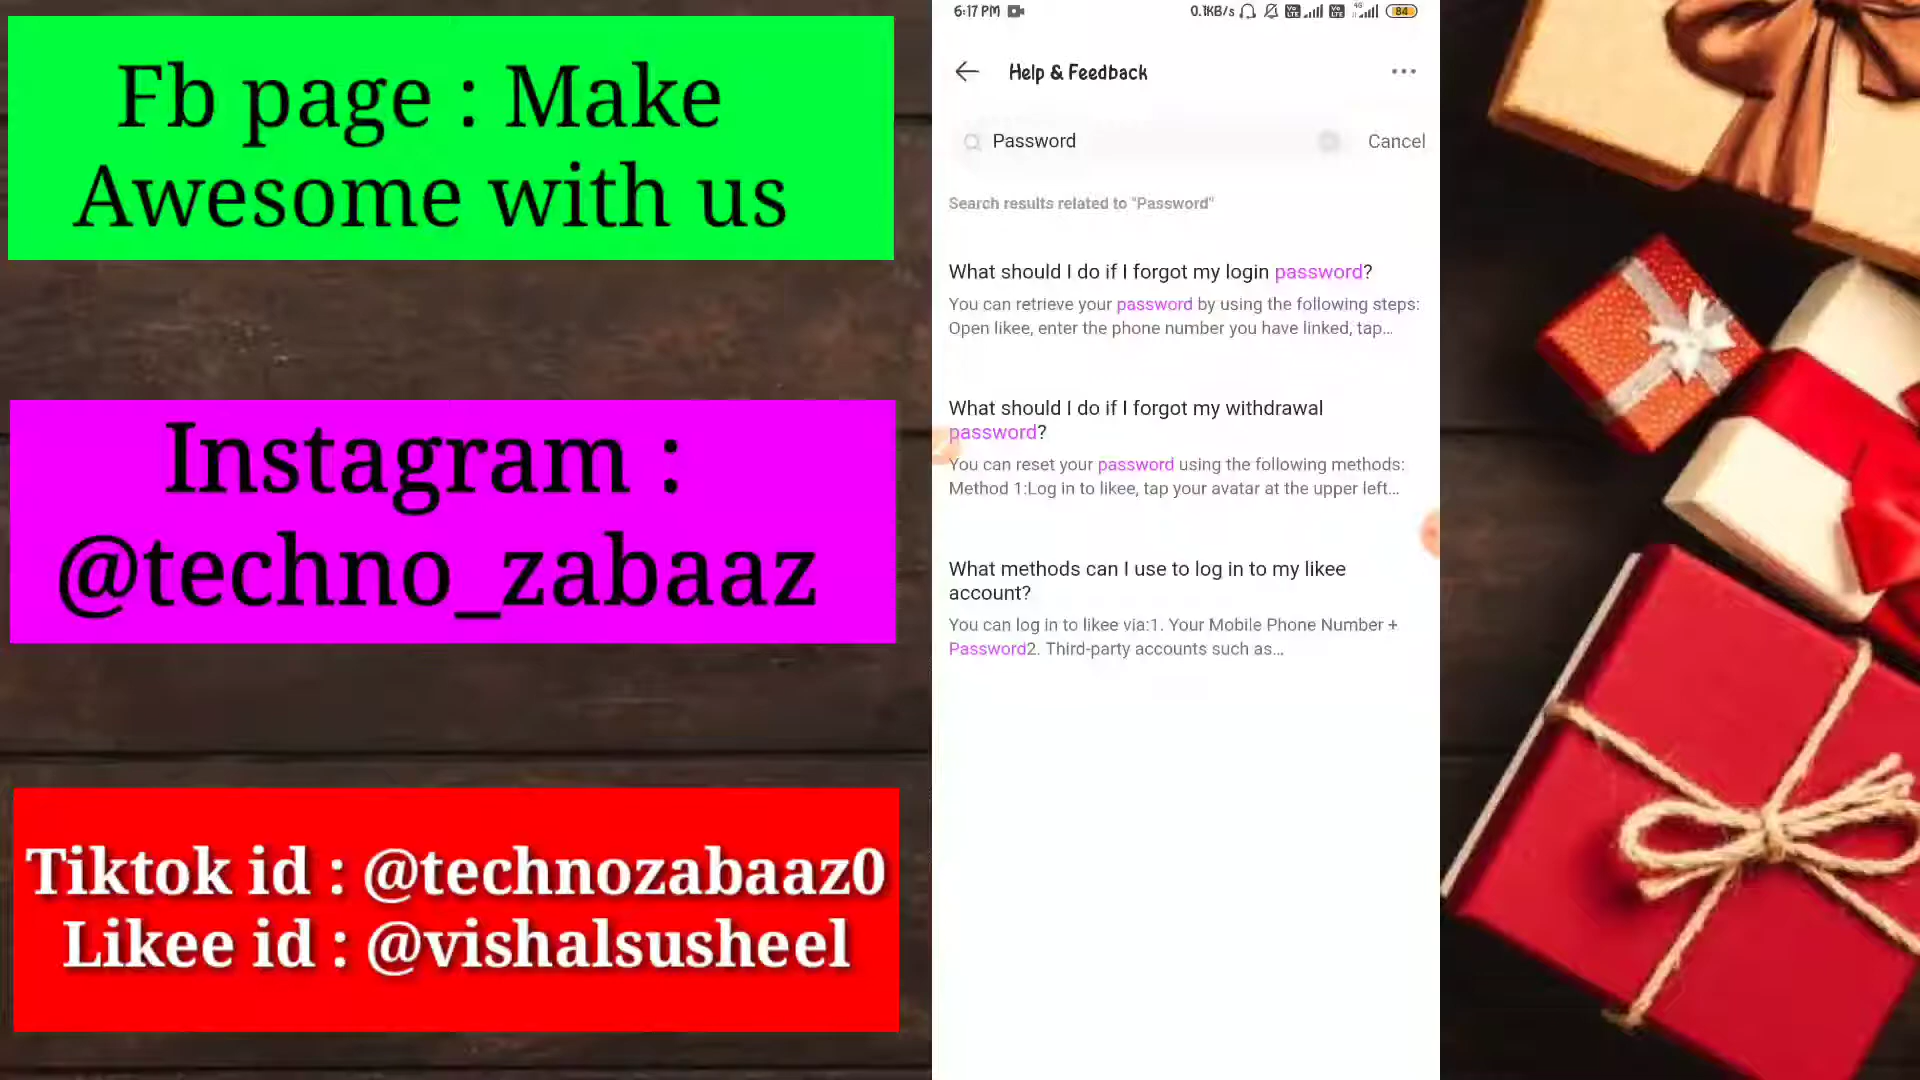 Fb page : Make
Awesome with us
Instagram :
@techno_zabaaz
Tiktok id : @technozabaaz0
Likee id : @vishalsusheel
6:17 PM
0.1KB/s
Vo LTE
Vo LTE
4G
84
Help & Feedback
Password
Cancel
Search results related to "Password"
What should I do if I forgot my login password?
You can retrieve your password by using the following steps:
Open likee, enter the phone number you have linked, tap...
What should I do if I forgot my withdrawal
password?
You can reset your password using the following methods:
Method 1:Log in to likee, tap your avatar at the upper left...
What methods can I use to log in to my likee
account?
You can log in to likee via:1. Your Mobile Phone Number +
Password2. Third-party accounts such as...